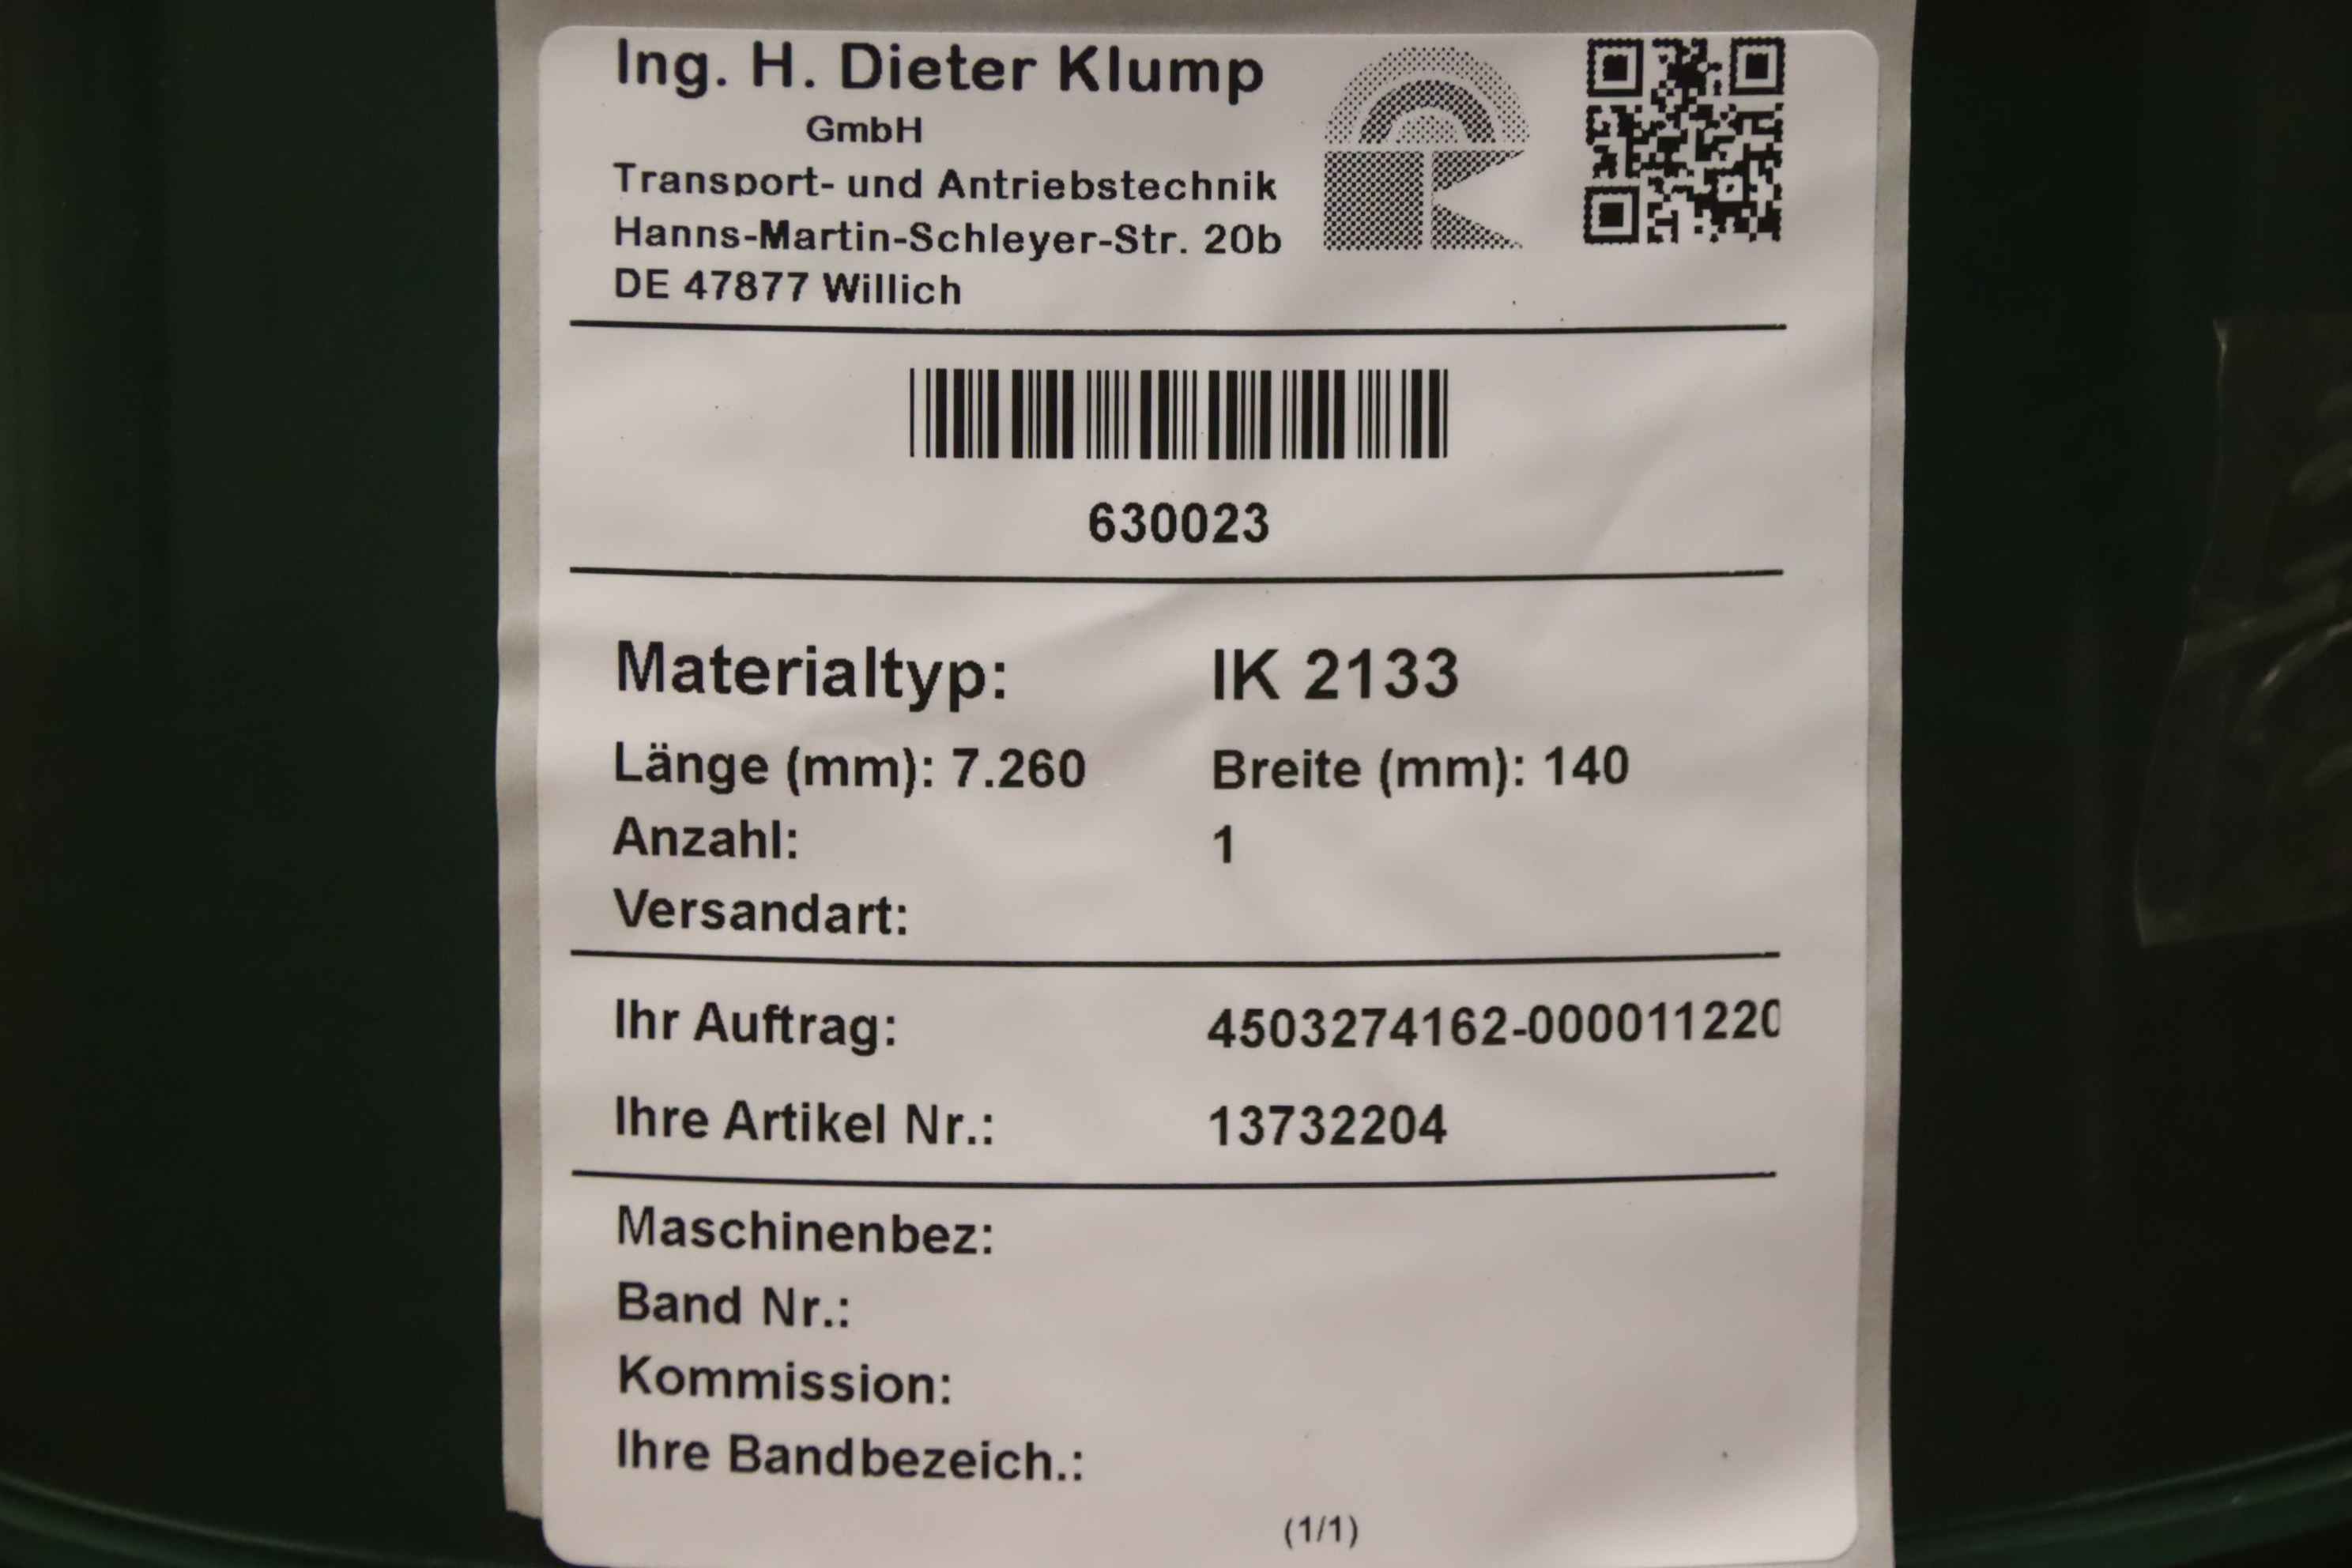 Ing. H. Dieter Klump
GmbH
Transport- und Antriebstechnik
Hanns-Martin-Schleyer-Str. 20b
DE 47877 Willich
630023
Materialtyp: IK 2133
Länge (mm): 7.260 Breite (mm): 140
Anzahl: 1
Versandart:
Ihr Auftrag: 4503274162-000011220
Ihre Artikel Nr.: 13732204
Maschinenbez:
Band Nr.:
Kommission:
Ihre Bandbezeich.:
(1/1)